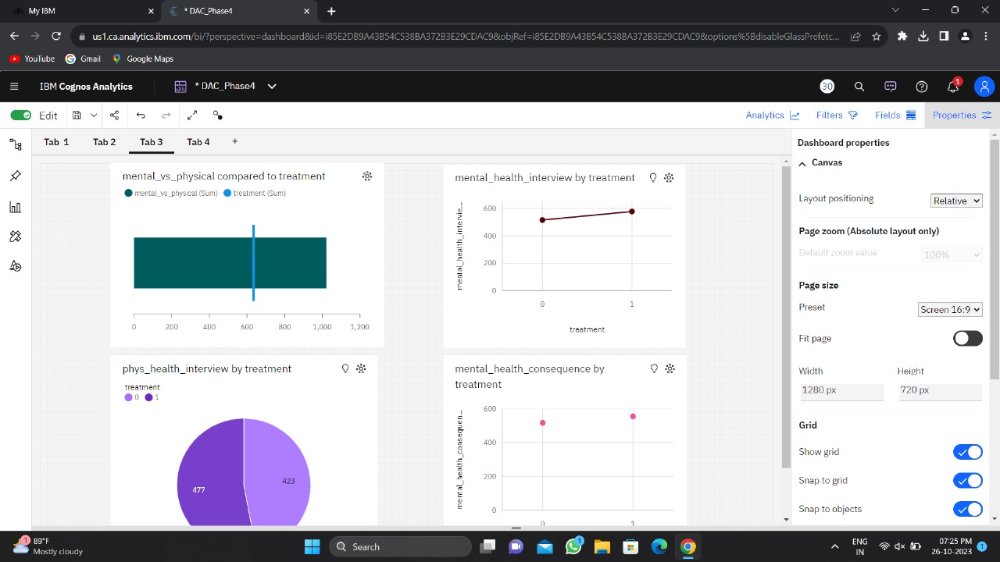 My IBM
* DAC_Phase4
us1.ca.analytics.ibm.com/bi/?perspective=dashboard&id=i85E2DB9A43B54C538BA372B3E29CDAC9&objRef=i85E2DB9A43B54C538BA372B3E29CDAC9&options%5BdisableGlassPrefetc...
YouTube Gmail Google Maps
IBM Cognos Analytics * DAC_Phase4 30 1
Edit Analytics Filters Fields Properties
Tab 1 Tab 2 Tab 3 Tab 4 +
mental_vs_physical compared to treatment
mental_vs_physical (Sum) treatment (Sum)
0 200 400 600 800 1,000 1,200
mental_health_interview by treatment
mental_health_intervie...
600
400
200
0
0 1
treatment
phys_health_interview by treatment
treatment
0 1
477 423
mental_health_consequence by
treatment
mental_health_consequen...
600
400
200
0
0 1
Dashboard properties
Canvas
Layout positioning Relative
Page zoom (Absolute layout only)
Default zoom value 100%
Page size
Preset Screen 16:9
Fit page
Width Height
1280 px 720 px
Grid
Show grid
Snap to grid
Snap to objects
1 89°F
Mostly cloudy
Search
1
ENG
IN
07:25 PM
26-10-2023
1